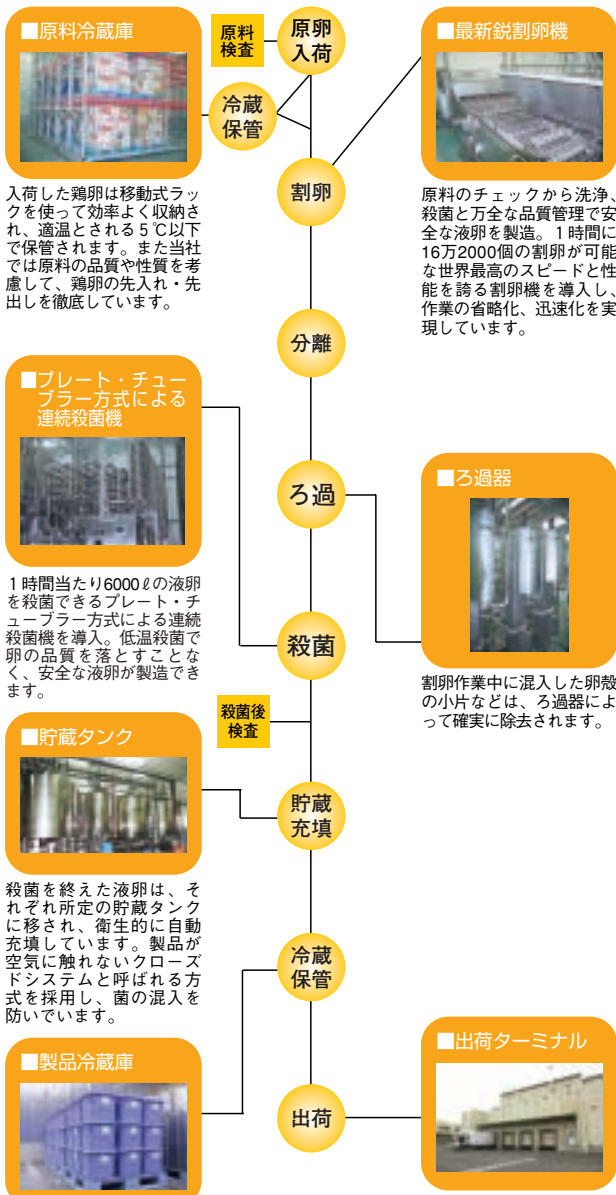 ■原料冷蔵庫
原料
検査
原卵
入荷
■最新鋭割卵機
冷蔵
保管
割卵
入荷した鶏卵は移動式ラッ
クを使って効率よく収納さ
れ、適温とされる5℃以下
で保管されます。また当社
では原料の品質や性質を考
慮して、鶏卵の先入れ・先
出しを徹底しています。
原料のチェックから洗浄、
殺菌と万全な品質管理で安
全な液卵を製造。1時間に
16万2000個の割卵が可能
な世界最高のスピードと性
能を誇る割卵機を導入し、
作業の省略化、迅速化を実
現しています。
分離
■プレート・チュー
ブラー方式による
連続殺菌機
ろ過
■ろ過器
1時間当たり6000ℓの液卵
を殺菌できるプレート・チ
ューブラー方式による連続
殺菌機を導入。低温殺菌で
卵の品質を落とすことな
く、安全な液卵が製造でき
ます。
殺菌
割卵作業中に混入した卵殻
の小片などは、ろ過器によ
って確実に除去されます。
殺菌後
検査
■貯蔵タンク
貯蔵
充填
殺菌を終えた液卵は、そ
れぞれ所定の貯蔵タンク
に移され、衛生的に自動
充填しています。製品が
空気に触れないクローズ
ドシステムと呼ばれる方
式を採用し、菌の混入を
防いでいます。
冷蔵
保管
■製品冷蔵庫
出荷
■出荷ターミナル